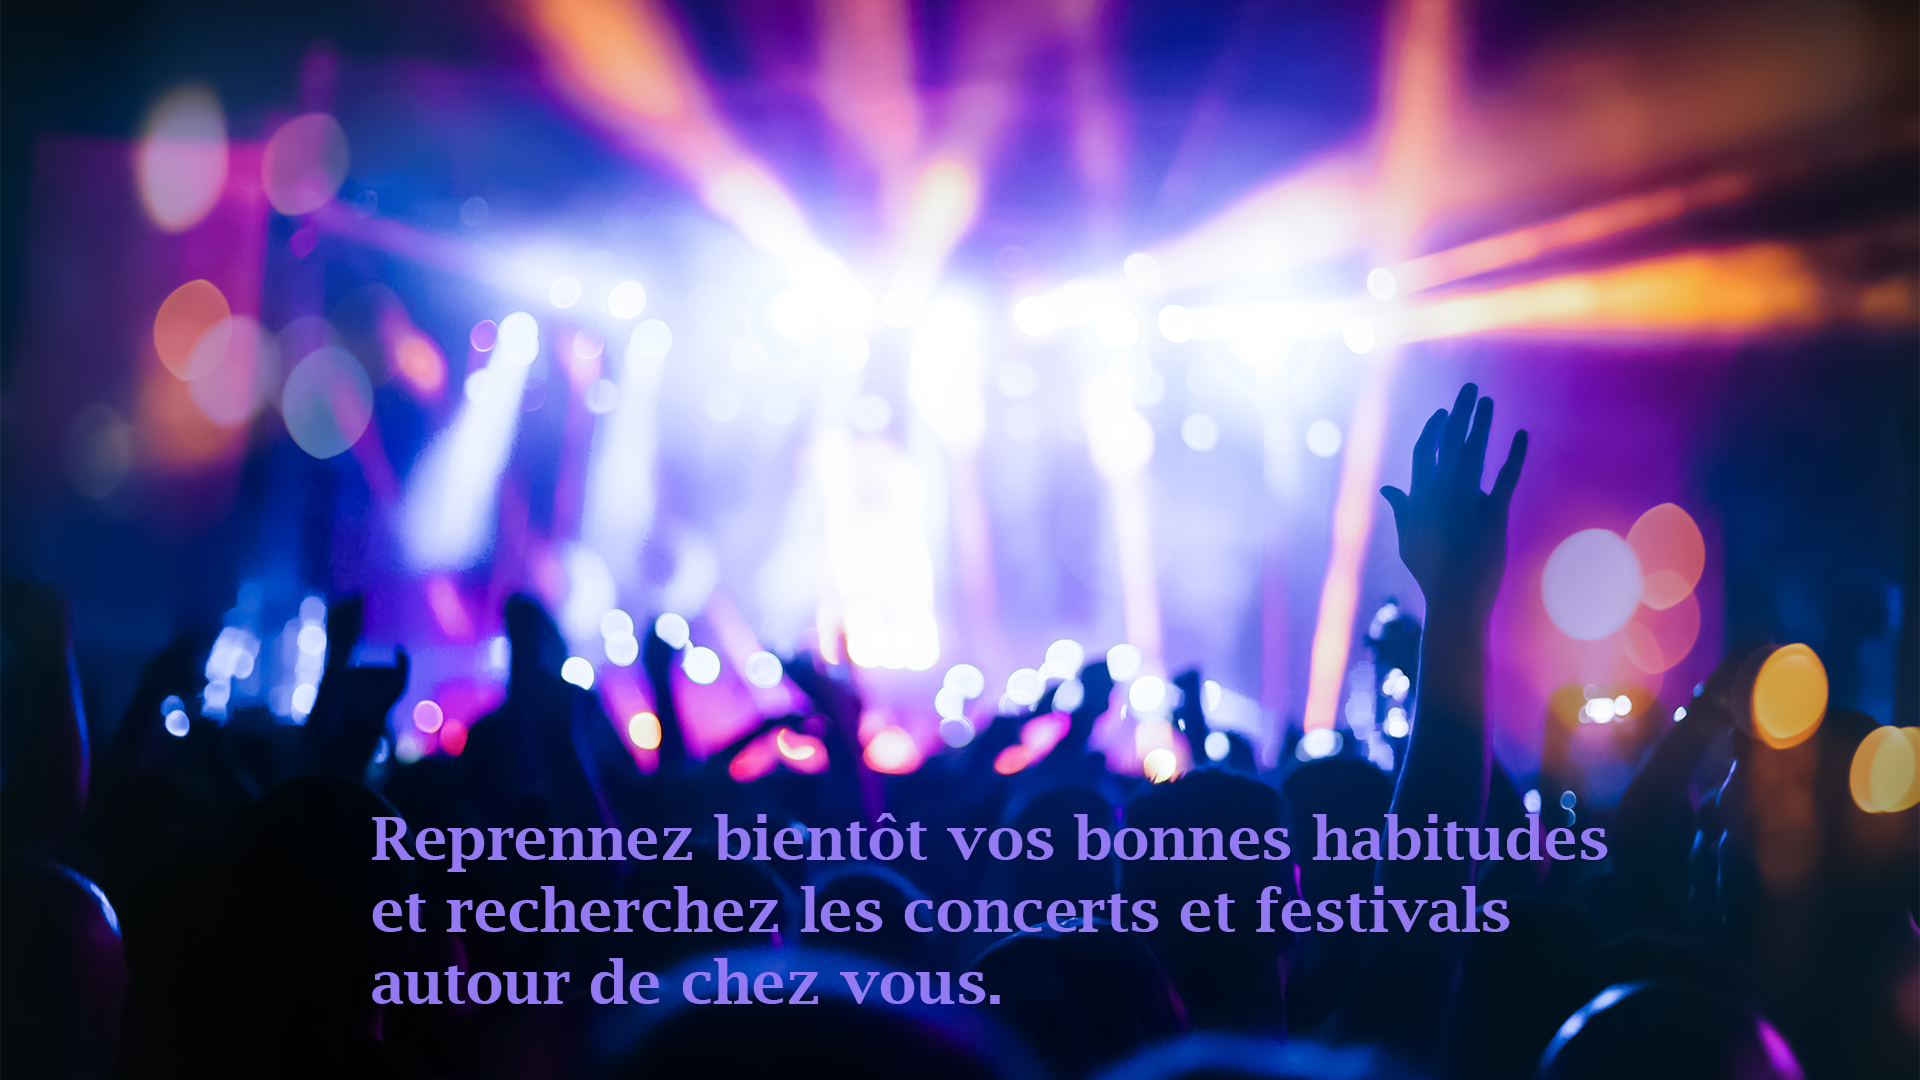 Reprennez bientôt vos bonnes habitudes
et recherchez les concerts et festivals
autour de chez vous.